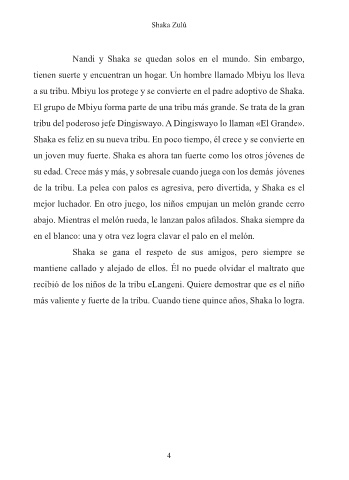 Shaka Zulú
Nandi y Shaka se quedan solos en el mundo. Sin embargo,
tienen suerte y encuentran un hogar. Un hombre llamado Mbiyu los lleva
a su tribu. Mbiyu los protege y se convierte en el padre adoptivo de Shaka.
El grupo de Mbiyu forma parte de una tribu más grande. Se trata de la gran
tribu del poderoso jefe Dingiswayo. A Dingiswayo lo llaman «El Grande».
Shaka es feliz en su nueva tribu. En poco tiempo, él crece y se convierte en
un joven muy fuerte. Shaka es ahora tan fuerte como los otros jóvenes de
su edad. Crece más y más, y sobresale cuando juega con los demás jóvenes
de la tribu. La pelea con palos es agresiva, pero divertida, y Shaka es el
mejor luchador. En otro juego, los niños empujan un melón grande cerro
abajo. Mientras el melón rueda, le lanzan palos afilados. Shaka siempre da
en el blanco: una y otra vez logra clavar el palo en el melón.
Shaka se gana el respeto de sus amigos, pero siempre se
mantiene callado y alejado de ellos. Él no puede olvidar el maltrato que
recibió de los niños de la tribu eLangeni. Quiere demostrar que es el niño
más valiente y fuerte de la tribu. Cuando tiene quince años, Shaka lo logra.
4